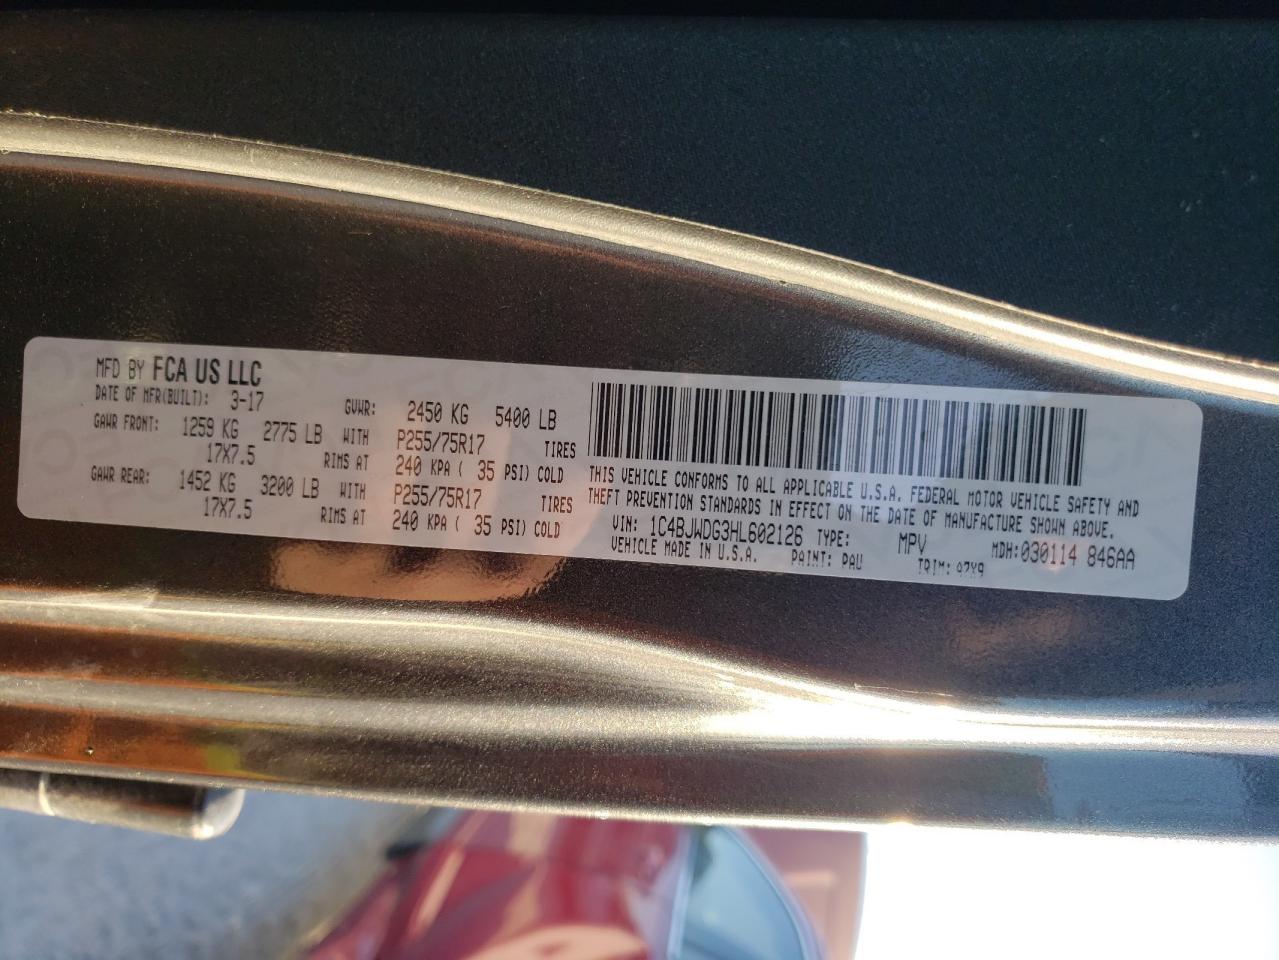 MFD BY FCA US LLC
DATE OF MFR(BUILT): 3-17 GVWR: 2450 KG 5400 LB
GAWR FRONT: 1259 KG 2775 LB WITH P255/75R17 TIRES
17X7.5 RIMS AT 240 KPA ( 35 PSI) COLD
GAWR REAR: 1452 KG 3200 LB WITH P255/75R17 TIRES
17X7.5 RIMS AT 240 KPA ( 35 PSI) COLD
THIS VEHICLE CONFORMS TO ALL APPLICABLE U.S.A. FEDERAL MOTOR VEHICLE SAFETY AND
THEFT PREVENTION STANDARDS IN EFFECT ON THE DATE OF MANUFACTURE SHOWN ABOVE.
VIN: 1C4BJWDG3HL602126 TYPE: MPV MDH:030114 846AA
VEHICLE MADE IN U.S.A. PAINT: PAU TRIM: